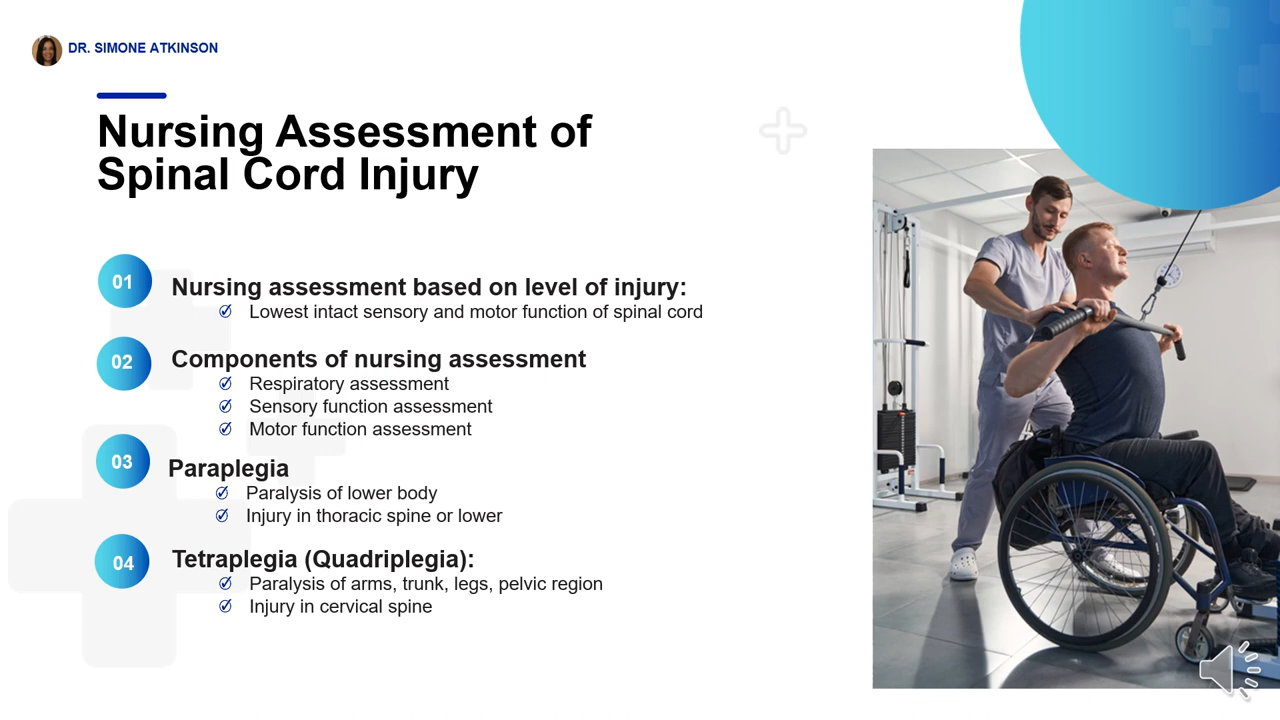 DR. SIMONE ATKINSON
Nursing Assessment of
Spinal Cord Injury
01
Nursing assessment based on level of injury:
Lowest intact sensory and motor function of spinal cord
02
Components of nursing assessment
Respiratory assessment
Sensory function assessment
Motor function assessment
03
Paraplegia
Paralysis of lower body
Injury in thoracic spine or lower
04
Tetraplegia (Quadriplegia):
Paralysis of arms, trunk, legs, pelvic region
Injury in cervical spine